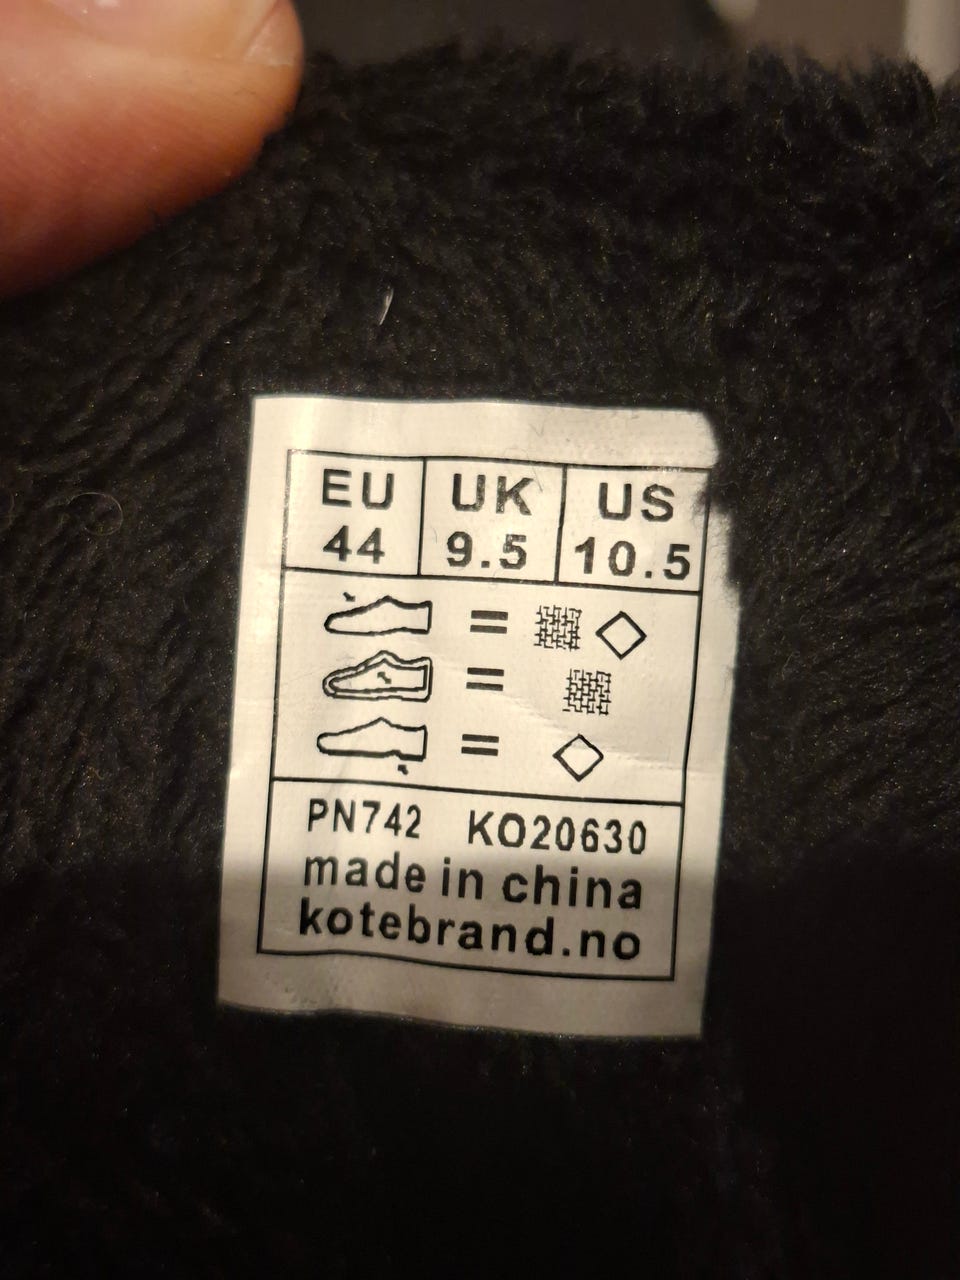 EU UK US
44 9.5 10.5
= 
=
=
PN742 KO20630
made in china
kotebrand.no